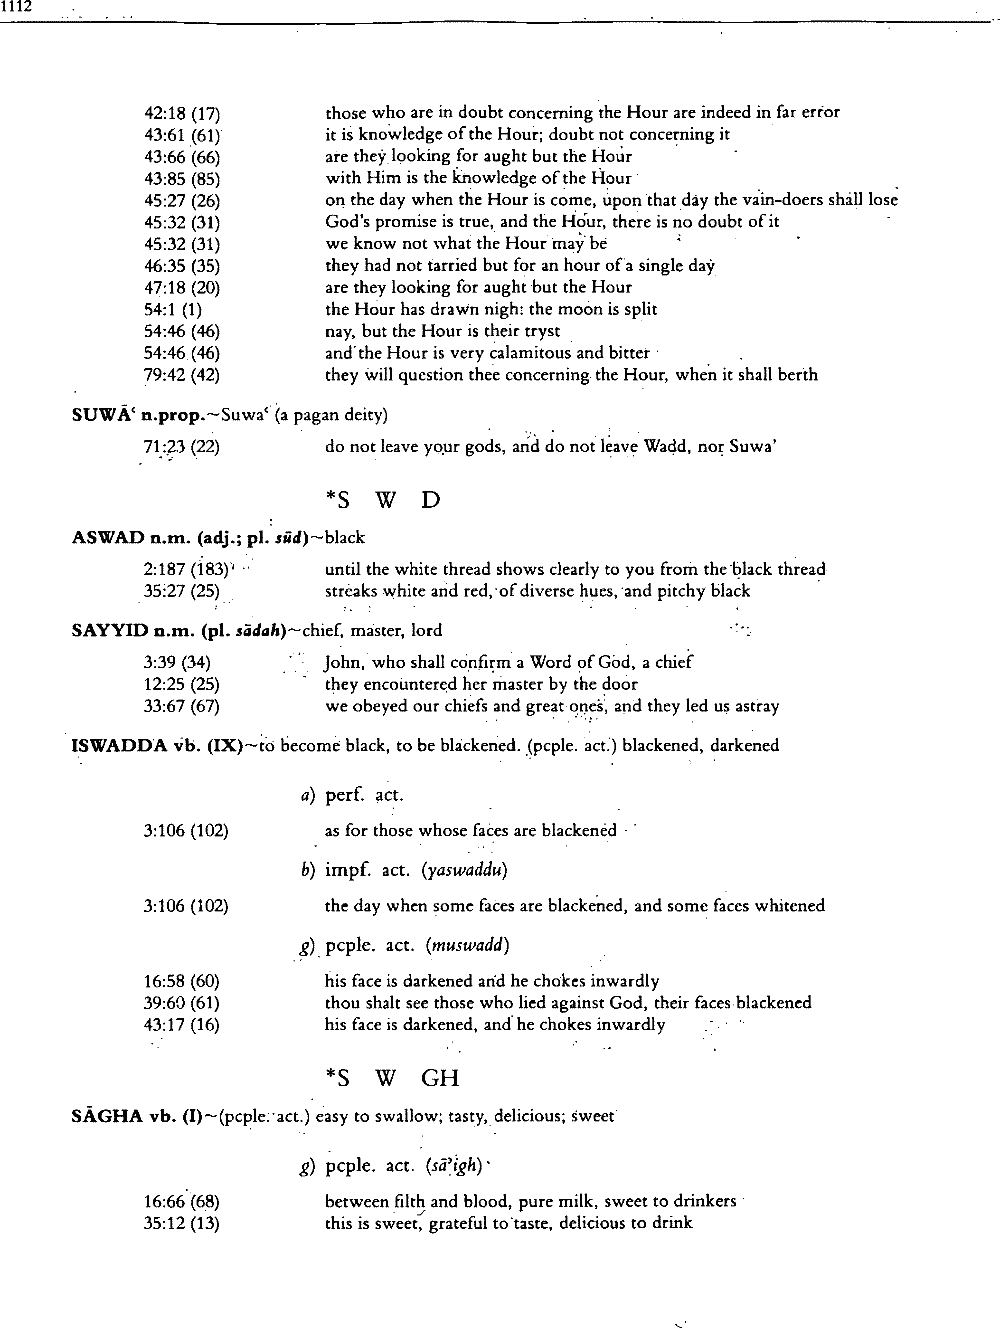 1112
42:18 (17) those who are in doubt concerning the Hour are indeed in far error
43:61 (61) it is knowledge of the Hour; doubt not concerning it
43:66 (66) are they looking for aught but the Hour
43:85 (85) with Him is the knowledge of the Hour
45:27 (26) on the day when the Hour is come, upon that day the vain-doers shall lose
45:32 (31) God's promise is true, and the Hour, there is no doubt of it
45:32 (31) we know not what the Hour may be
46:35 (35) they had not tarried but for an hour of a single day
47:18 (20) are they looking for aught but the Hour
54:1 (1) the Hour has drawn nigh: the moon is split
54:46 (46) nay, but the Hour is their tryst
54:46 (46) and the Hour is very calamitous and bitter
79:42 (42) they will question thee concerning the Hour, when it shall berth
SUWĀʿ n.prop.~Suwaʿ (a pagan deity)
71:23 (22) do not leave your gods, and do not leave Wadd, nor Suwa'
*S W D
ASWAD n.m. (adj.; pl. sūd)~black
2:187 (183) until the white thread shows clearly to you from the black thread
35:27 (25) streaks white and red, of diverse hues, and pitchy black
SAYYID n.m. (pl. sādah)~chief, master, lord
3:39 (34) John, who shall confirm a Word of God, a chief
12:25 (25) they encountered her master by the door
33:67 (67) we obeyed our chiefs and great ones, and they led us astray
ISWADDA vb. (IX)~to become black, to be blackened. (pcple. act.) blackened, darkened
a) perf. act.
3:106 (102) as for those whose faces are blackened
b) impf. act. (yaswaddu)
3:106 (102) the day when some faces are blackened, and some faces whitened
g) pcple. act. (muswadd)
16:58 (60) his face is darkened and he chokes inwardly
39:60 (61) thou shalt see those who lied against God, their faces blackened
43:17 (16) his face is darkened, and he chokes inwardly
*S W GH
SĀGHA vb. (I)~(pcple. act.) easy to swallow; tasty, delicious; sweet
g) pcple. act. (sāʾigh)
16:66 (68) between filth and blood, pure milk, sweet to drinkers
35:12 (13) this is sweet, grateful to taste, delicious to drink